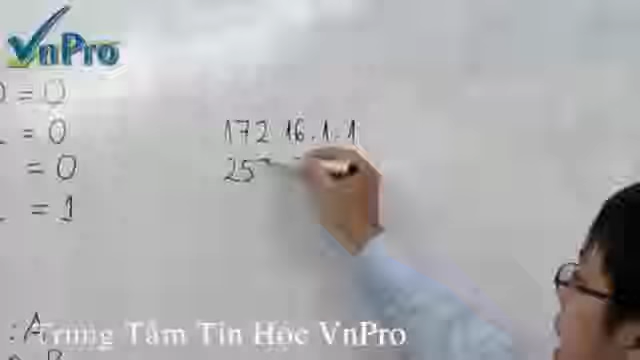 VnPro
= 0
= 0
= 0
= 1
172.16.1.1
25
: A
B
Trung Tâm Tin Học VnPro